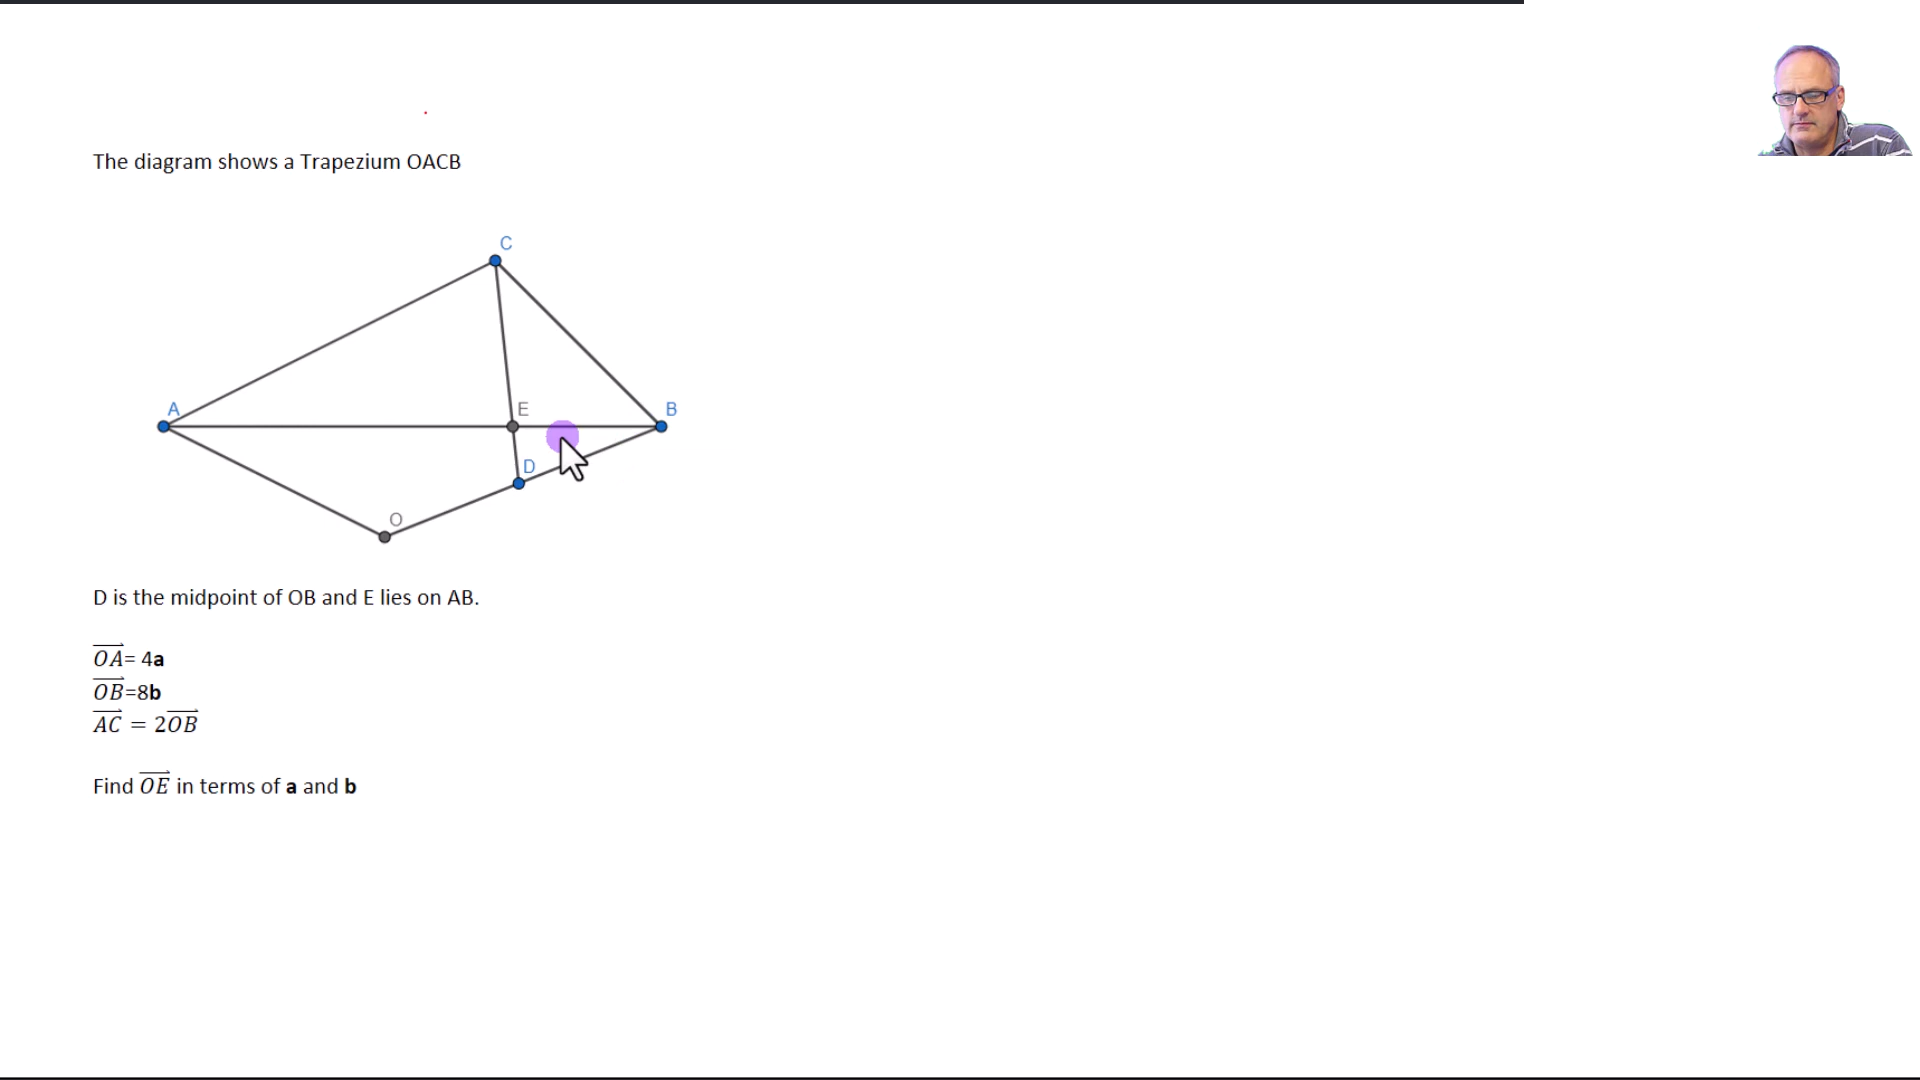 The diagram shows a Trapezium OACB
C
A
E
B
D
O
D is the midpoint of OB and E lies on AB.
OA= 4a
OB=8b
AC = 2OB
Find OE in terms of a and b